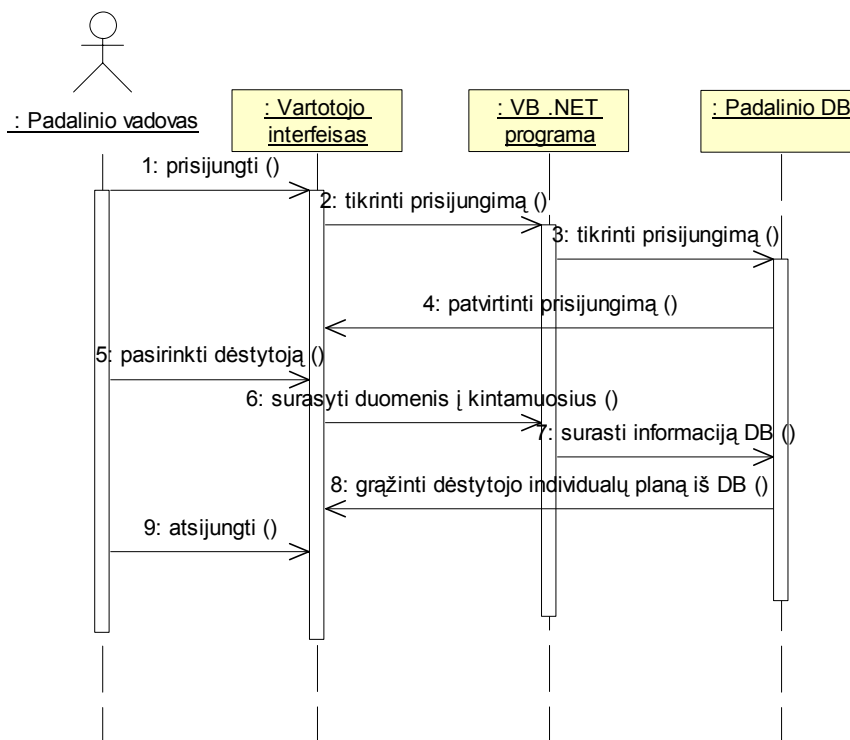 : Padalinio vadovas
: Vartotojo
interfeisas
: VB .NET
programa
: Padalinio DB
1: prisijungti ()
2: tikrinti prisijungimą ()
3: tikrinti prisijungimą ()
4: patvirtinti prisijungimą ()
5: pasirinkti dėstytoją ()
6: surasyti duomenis į kintamuosius ()
7: surasti informaciją DB ()
8: grąžinti dėstytojo individualų planą iš DB ()
9: atsijungti ()